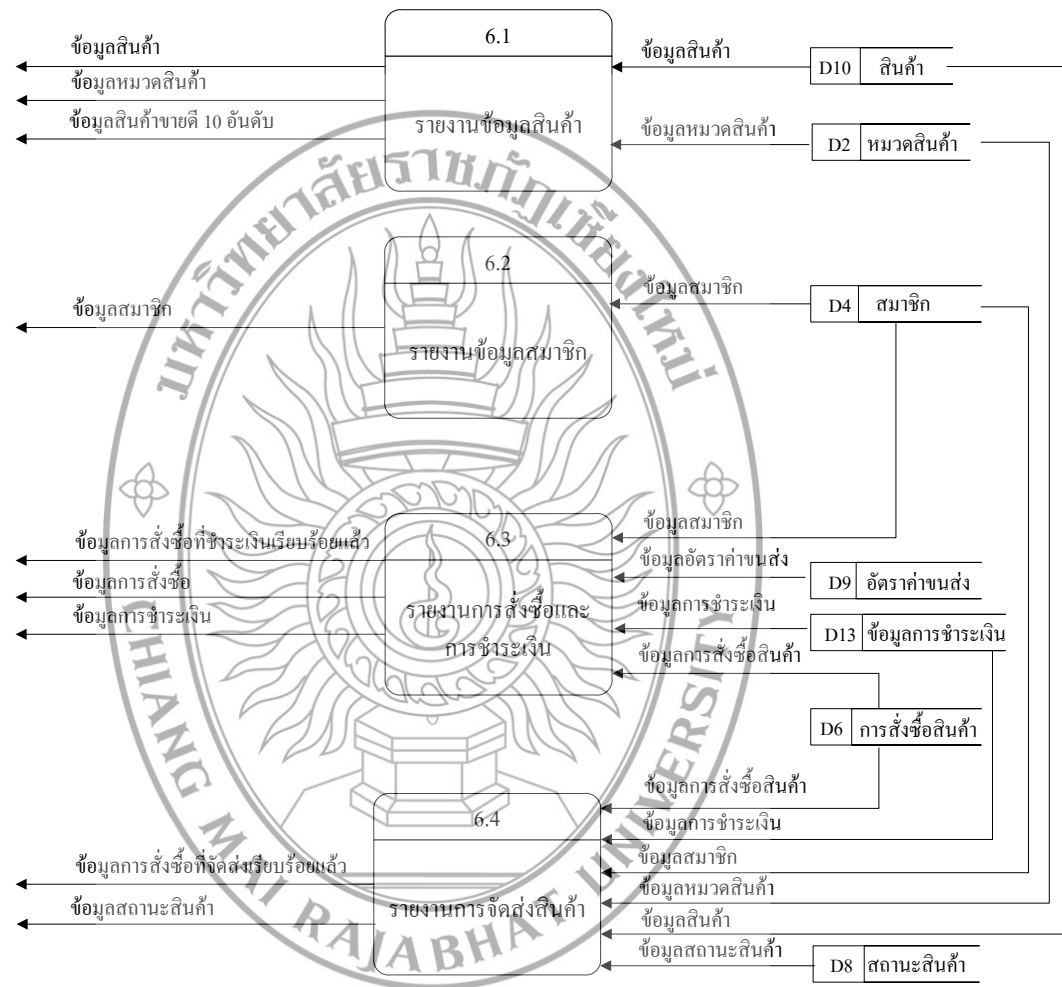 6.1
ข้อมูลสินค้า
ข้อมูลสินค้า
D10 สินค้า
ข้อมูลหมวดสินค้า
ข้อมูลสินค้าขายดี 10 อันดับ
รายงานข้อมูลสินค้า
ข้อมูลหมวดสินค้า
D2 หมวดสินค้า
มหาวิทยาลัยราชภัฏเชียงใหม่
6.2
ข้อมูลสมาชิก
D4 สมาชิก
ข้อมูลสมาชิก
รายงานข้อมูลสมาชิก
ข้อมูลสมาชิก
6.3
ข้อมูลการสั่งซื้อที่ชำระเงินเรียบร้อยแล้ว
ข้อมูลอัตราค่าขนส่ง
D9 อัตราค่าขนส่ง
ข้อมูลการสั่งซื้อ
ข้อมูลการชำระเงิน
รายงานการสั่งซื้อและ
การชำระเงิน
ข้อมูลการชำระเงิน
D13 ข้อมูลการชำระเงิน
ข้อมูลการสั่งซื้อสินค้า
D6 การสั่งซื้อสินค้า
ข้อมูลการสั่งซื้อสินค้า
6.4
ข้อมูลการชำระเงิน
ข้อมูลการสั่งซื้อที่จัดส่งเรียบร้อยแล้ว
ข้อมูลสมาชิก
ข้อมูลหมวดสินค้า
ข้อมูลสถานะสินค้า
รายงานการจัดส่งสินค้า
ข้อมูลสินค้า
ข้อมูลสถานะสินค้า
D8 สถานะสินค้า
CHIANG MAI RAJABHAT UNIVERSITY